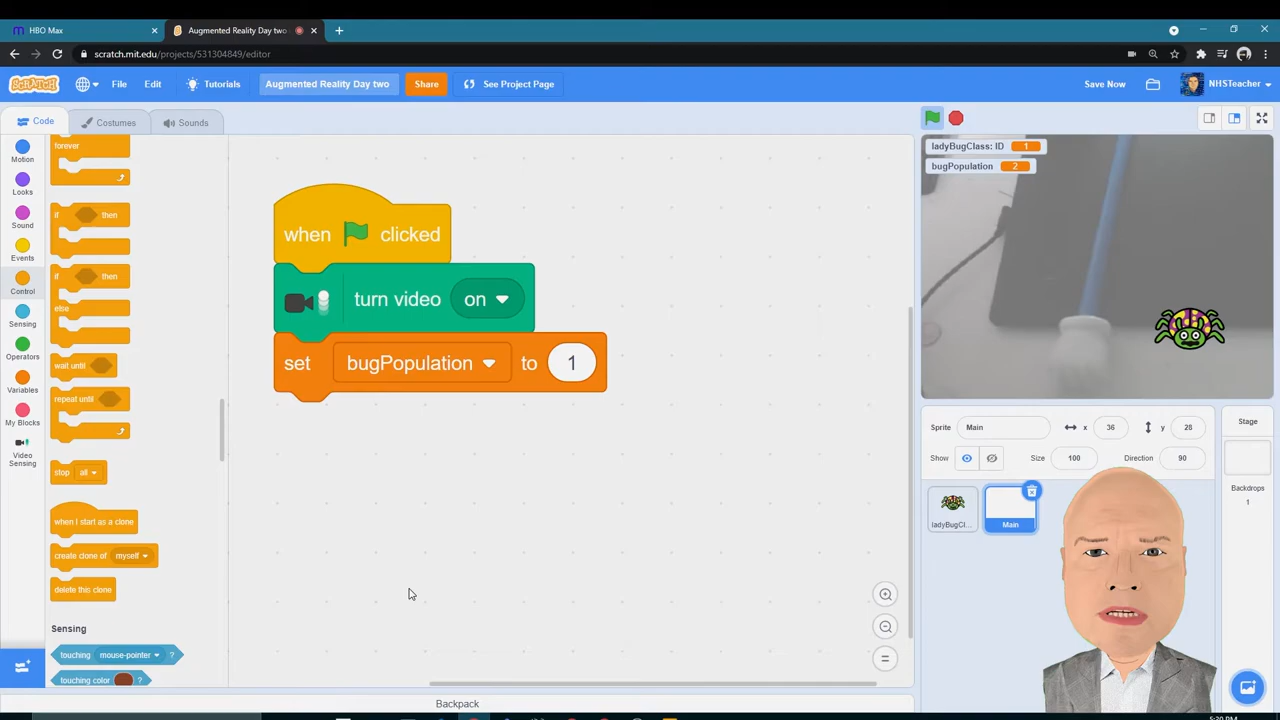 HBO Max
Augmented Reality Day two
scratch.mit.edu/projects/531304849/editor
SCRATCH
File
Edit
Tutorials
Augmented Reality Day two
Share
See Project Page
Save Now
NHSTeacher
Code
Costumes
Sounds
Motion
Looks
Sound
Events
Control
Sensing
Operators
Variables
My Blocks
Video
Sensing
forever
if then
if then
else
wait until
repeat until
stop all
when I start as a clone
create clone of myself
delete this clone
Sensing
touching mouse-pointer ?
touching color ?
when clicked
turn video on
set bugPopulation to 1
ladyBugClass: ID 1
bugPopulation 2
Sprite Main x 36 y 28
Show Size 100 Direction 90
ladyBugCl...
Main
Stage
Backdrops
1
Backpack
5:20 PM